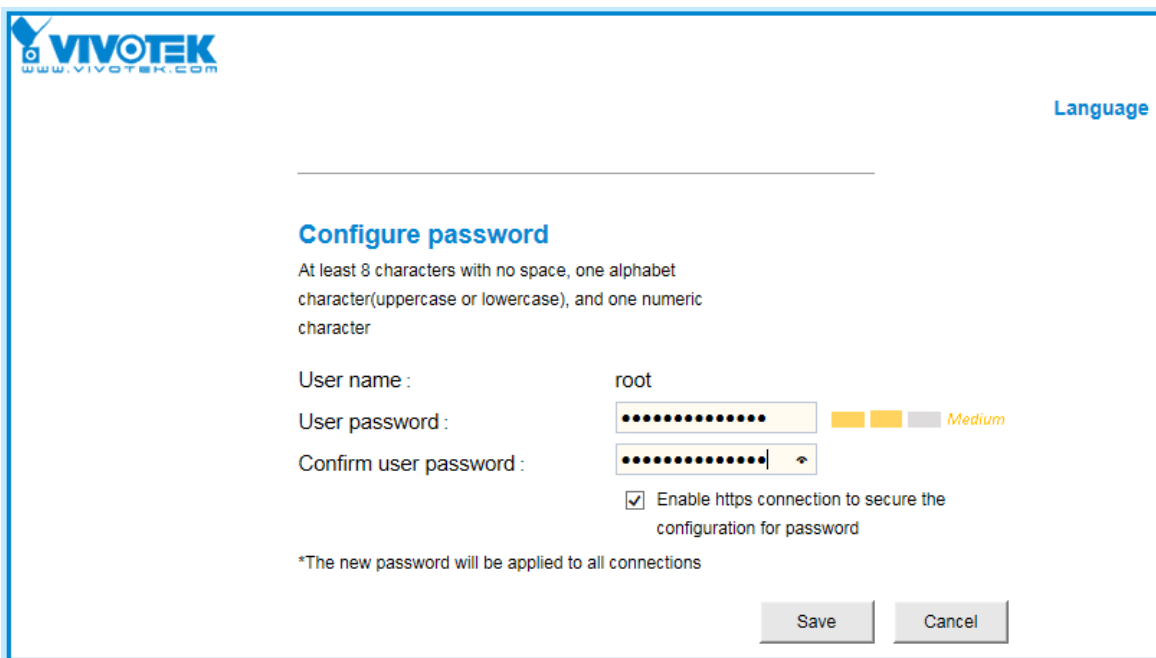 VIVOTEK
www.vivotek.com
Language
Configure password
At least 8 characters with no space, one alphabet
character(uppercase or lowercase), and one numeric
character
User name : root
User password : ●●●●●●●●●●●●●● Medium
Confirm user password : ●●●●●●●●●●●●●●
Enable https connection to secure the
configuration for password
*The new password will be applied to all connections
Save Cancel